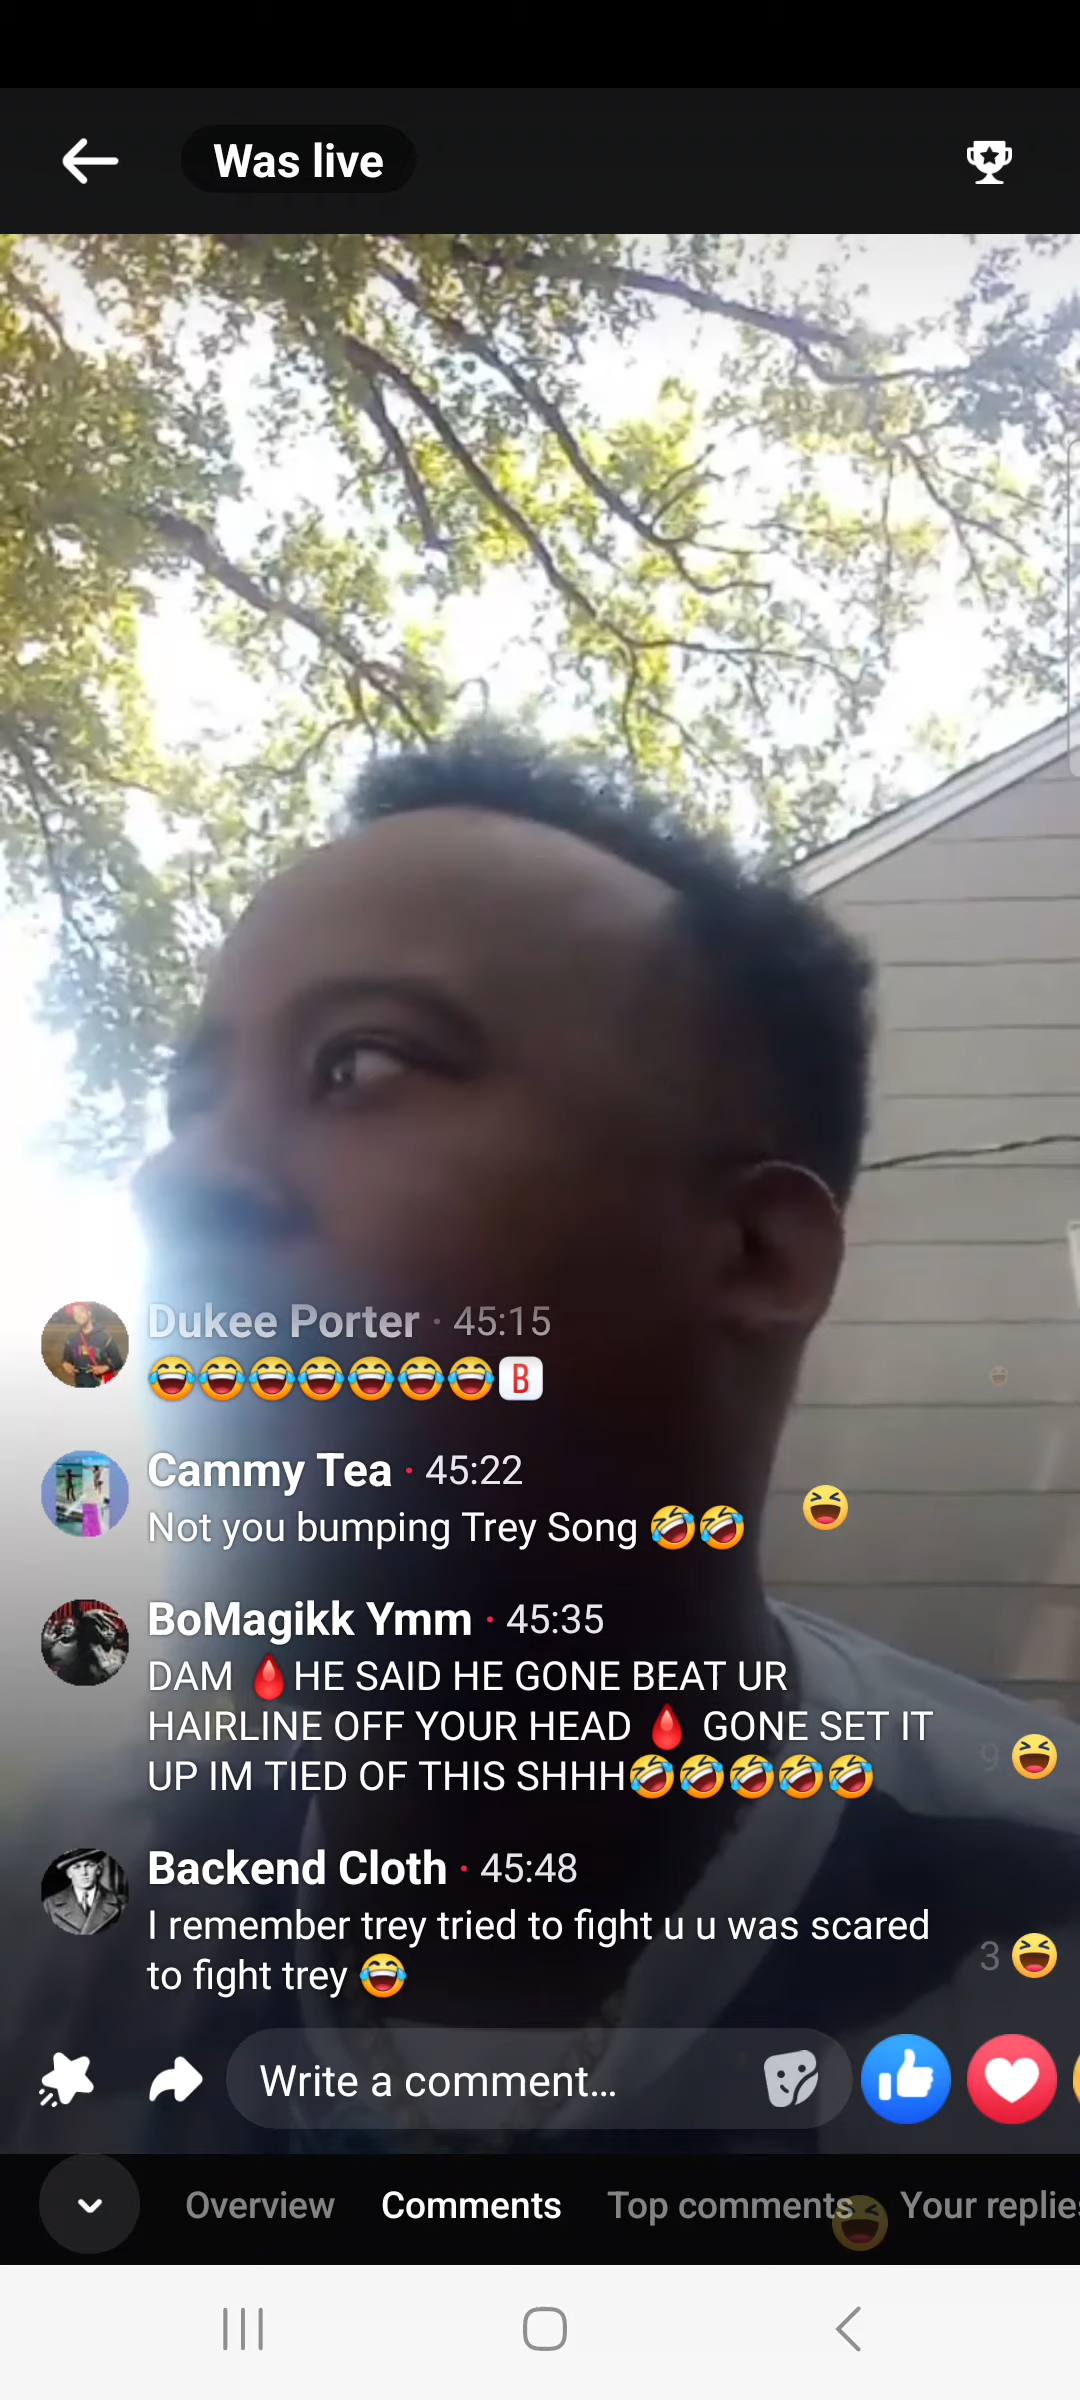 Was live
Dukee Porter · 45:15
😂😂😂😂😂😂😂🅱
Cammy Tea · 45:22
Not you bumping Trey Song 🤣🤣
BoMagikk Ymm · 45:35
DAM 🩸HE SAID HE GONE BEAT UR
HAIRLINE OFF YOUR HEAD 🩸 GONE SET IT
UP IM TIED OF THIS SHHH🤣🤣🤣🤣🤣
9
Backend Cloth · 45:48
I remember trey tried to fight u u was scared
to fight trey 😂
3
Write a comment...
Overview Comments Top comments Your replie